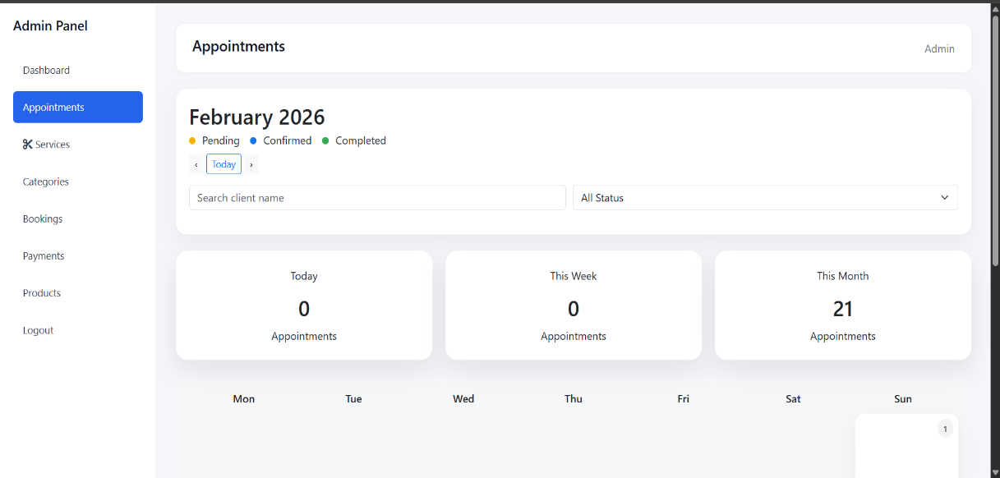 Admin Panel
Dashboard
Appointments
Services
Categories
Bookings
Payments
Products
Logout
Appointments
Admin
February 2026
Pending Confirmed Completed
‹ Today ›
Search client name
All Status
Today
0
Appointments
This Week
0
Appointments
This Month
21
Appointments
Mon Tue Wed Thu Fri Sat Sun
1